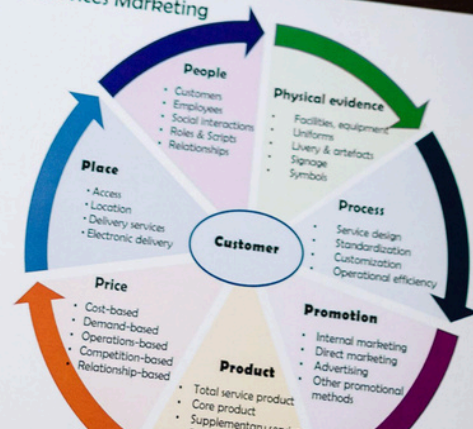 Marketing
People
• Customers
• Employees
• Social interactions
• Roles & Scripts
• Relationships
Physical evidence
• Facilities, equipment
• Uniforms
• Livery & artefacts
• Signage
• Symbols
Place
• Access
• Location
• Delivery services
• Electronic delivery
Process
• Service design
• Standardization
• Customization
• Operational efficiency
Customer
Price
• Cost-based
• Demand-based
• Operations-based
• Competition-based
• Relationship-based
Promotion
• Internal marketing
• Direct marketing
• Advertising
• Other promotional
methods
Product
• Total service product
• Core product